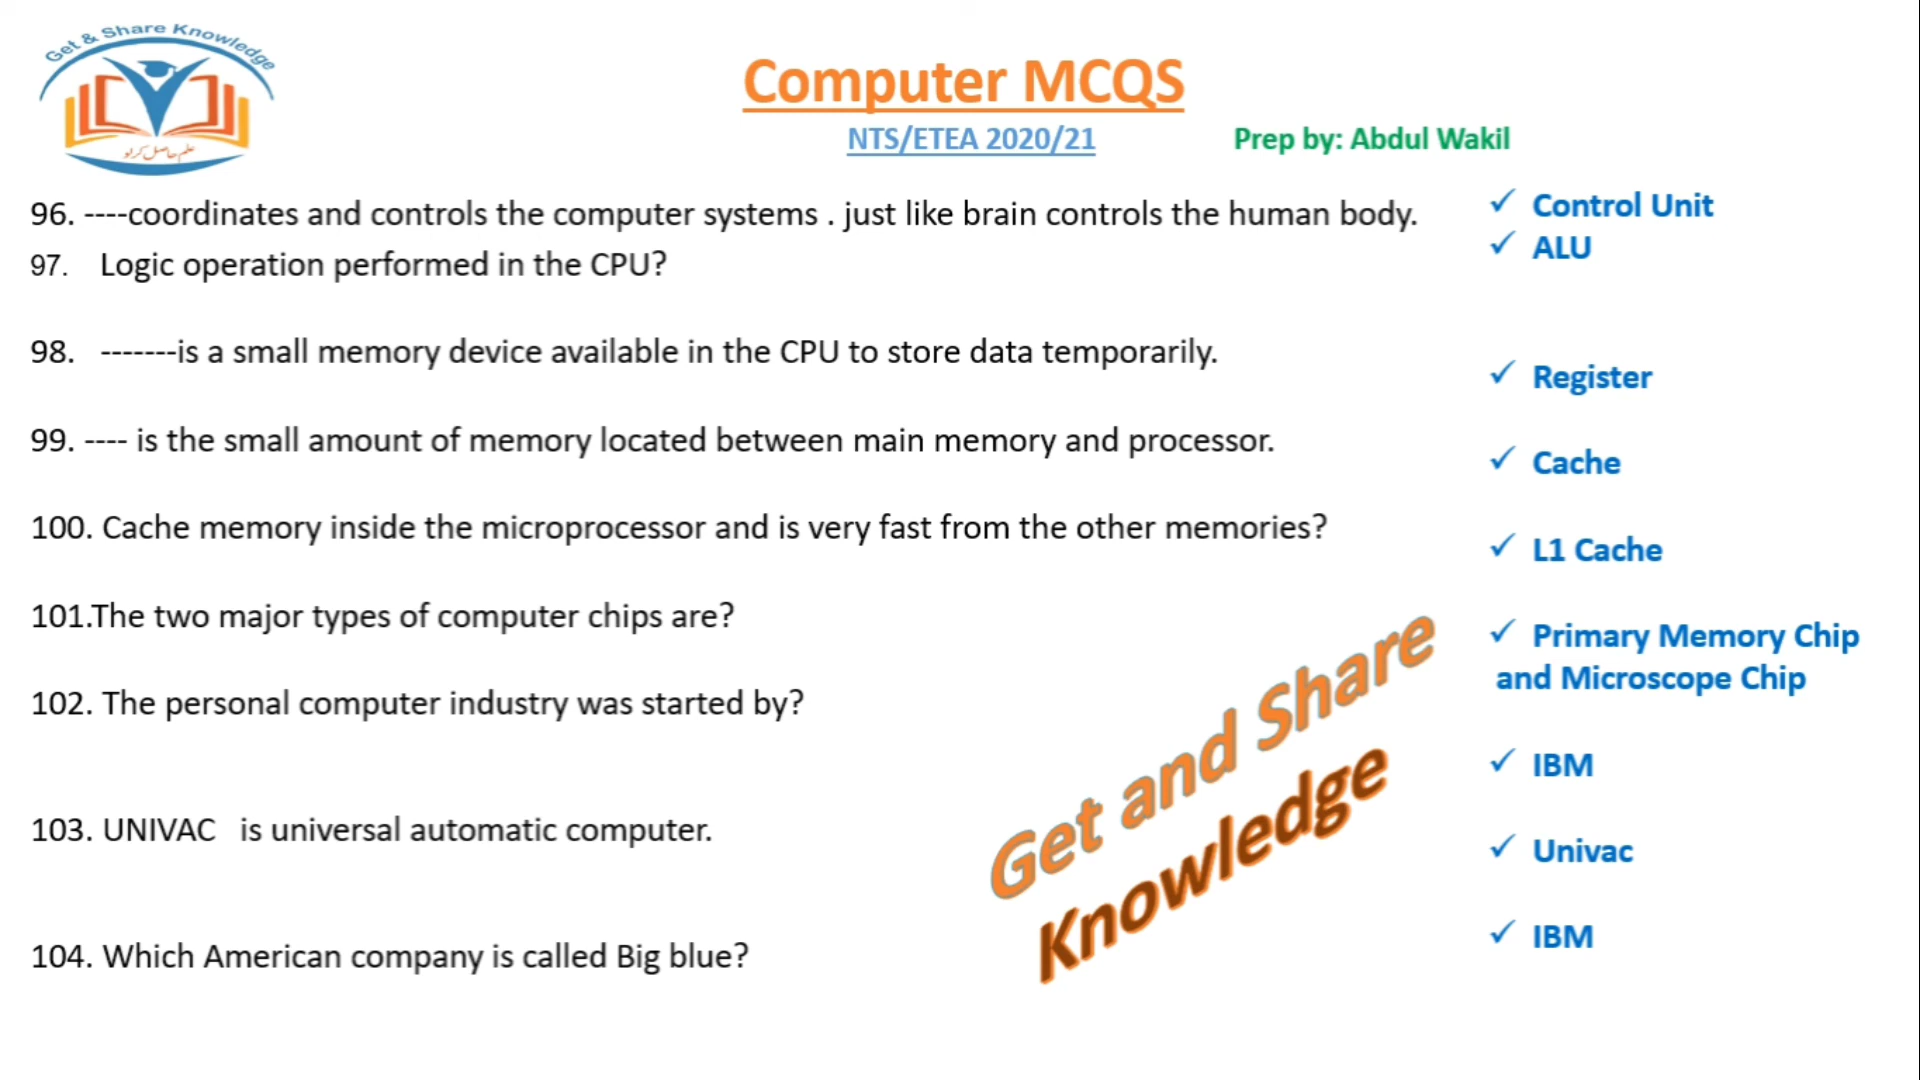 Get & Share Knowledge
علم حاصل کرلو
Computer MCQS
NTS/ETEA 2020/21
Prep by: Abdul Wakil
96. ----coordinates and controls the computer systems . just like brain controls the human body.
✓ Control Unit
97. Logic operation performed in the CPU?
✓ ALU
98. -------is a small memory device available in the CPU to store data temporarily.
✓ Register
99. ---- is the small amount of memory located between main memory and processor.
✓ Cache
100. Cache memory inside the microprocessor and is very fast from the other memories?
✓ L1 Cache
101.The two major types of computer chips are?
✓ Primary Memory Chip
and Microscope Chip
102. The personal computer industry was started by?
✓ IBM
103. UNIVAC is universal automatic computer.
✓ Univac
104. Which American company is called Big blue?
✓ IBM
Get and Share
Knowledge